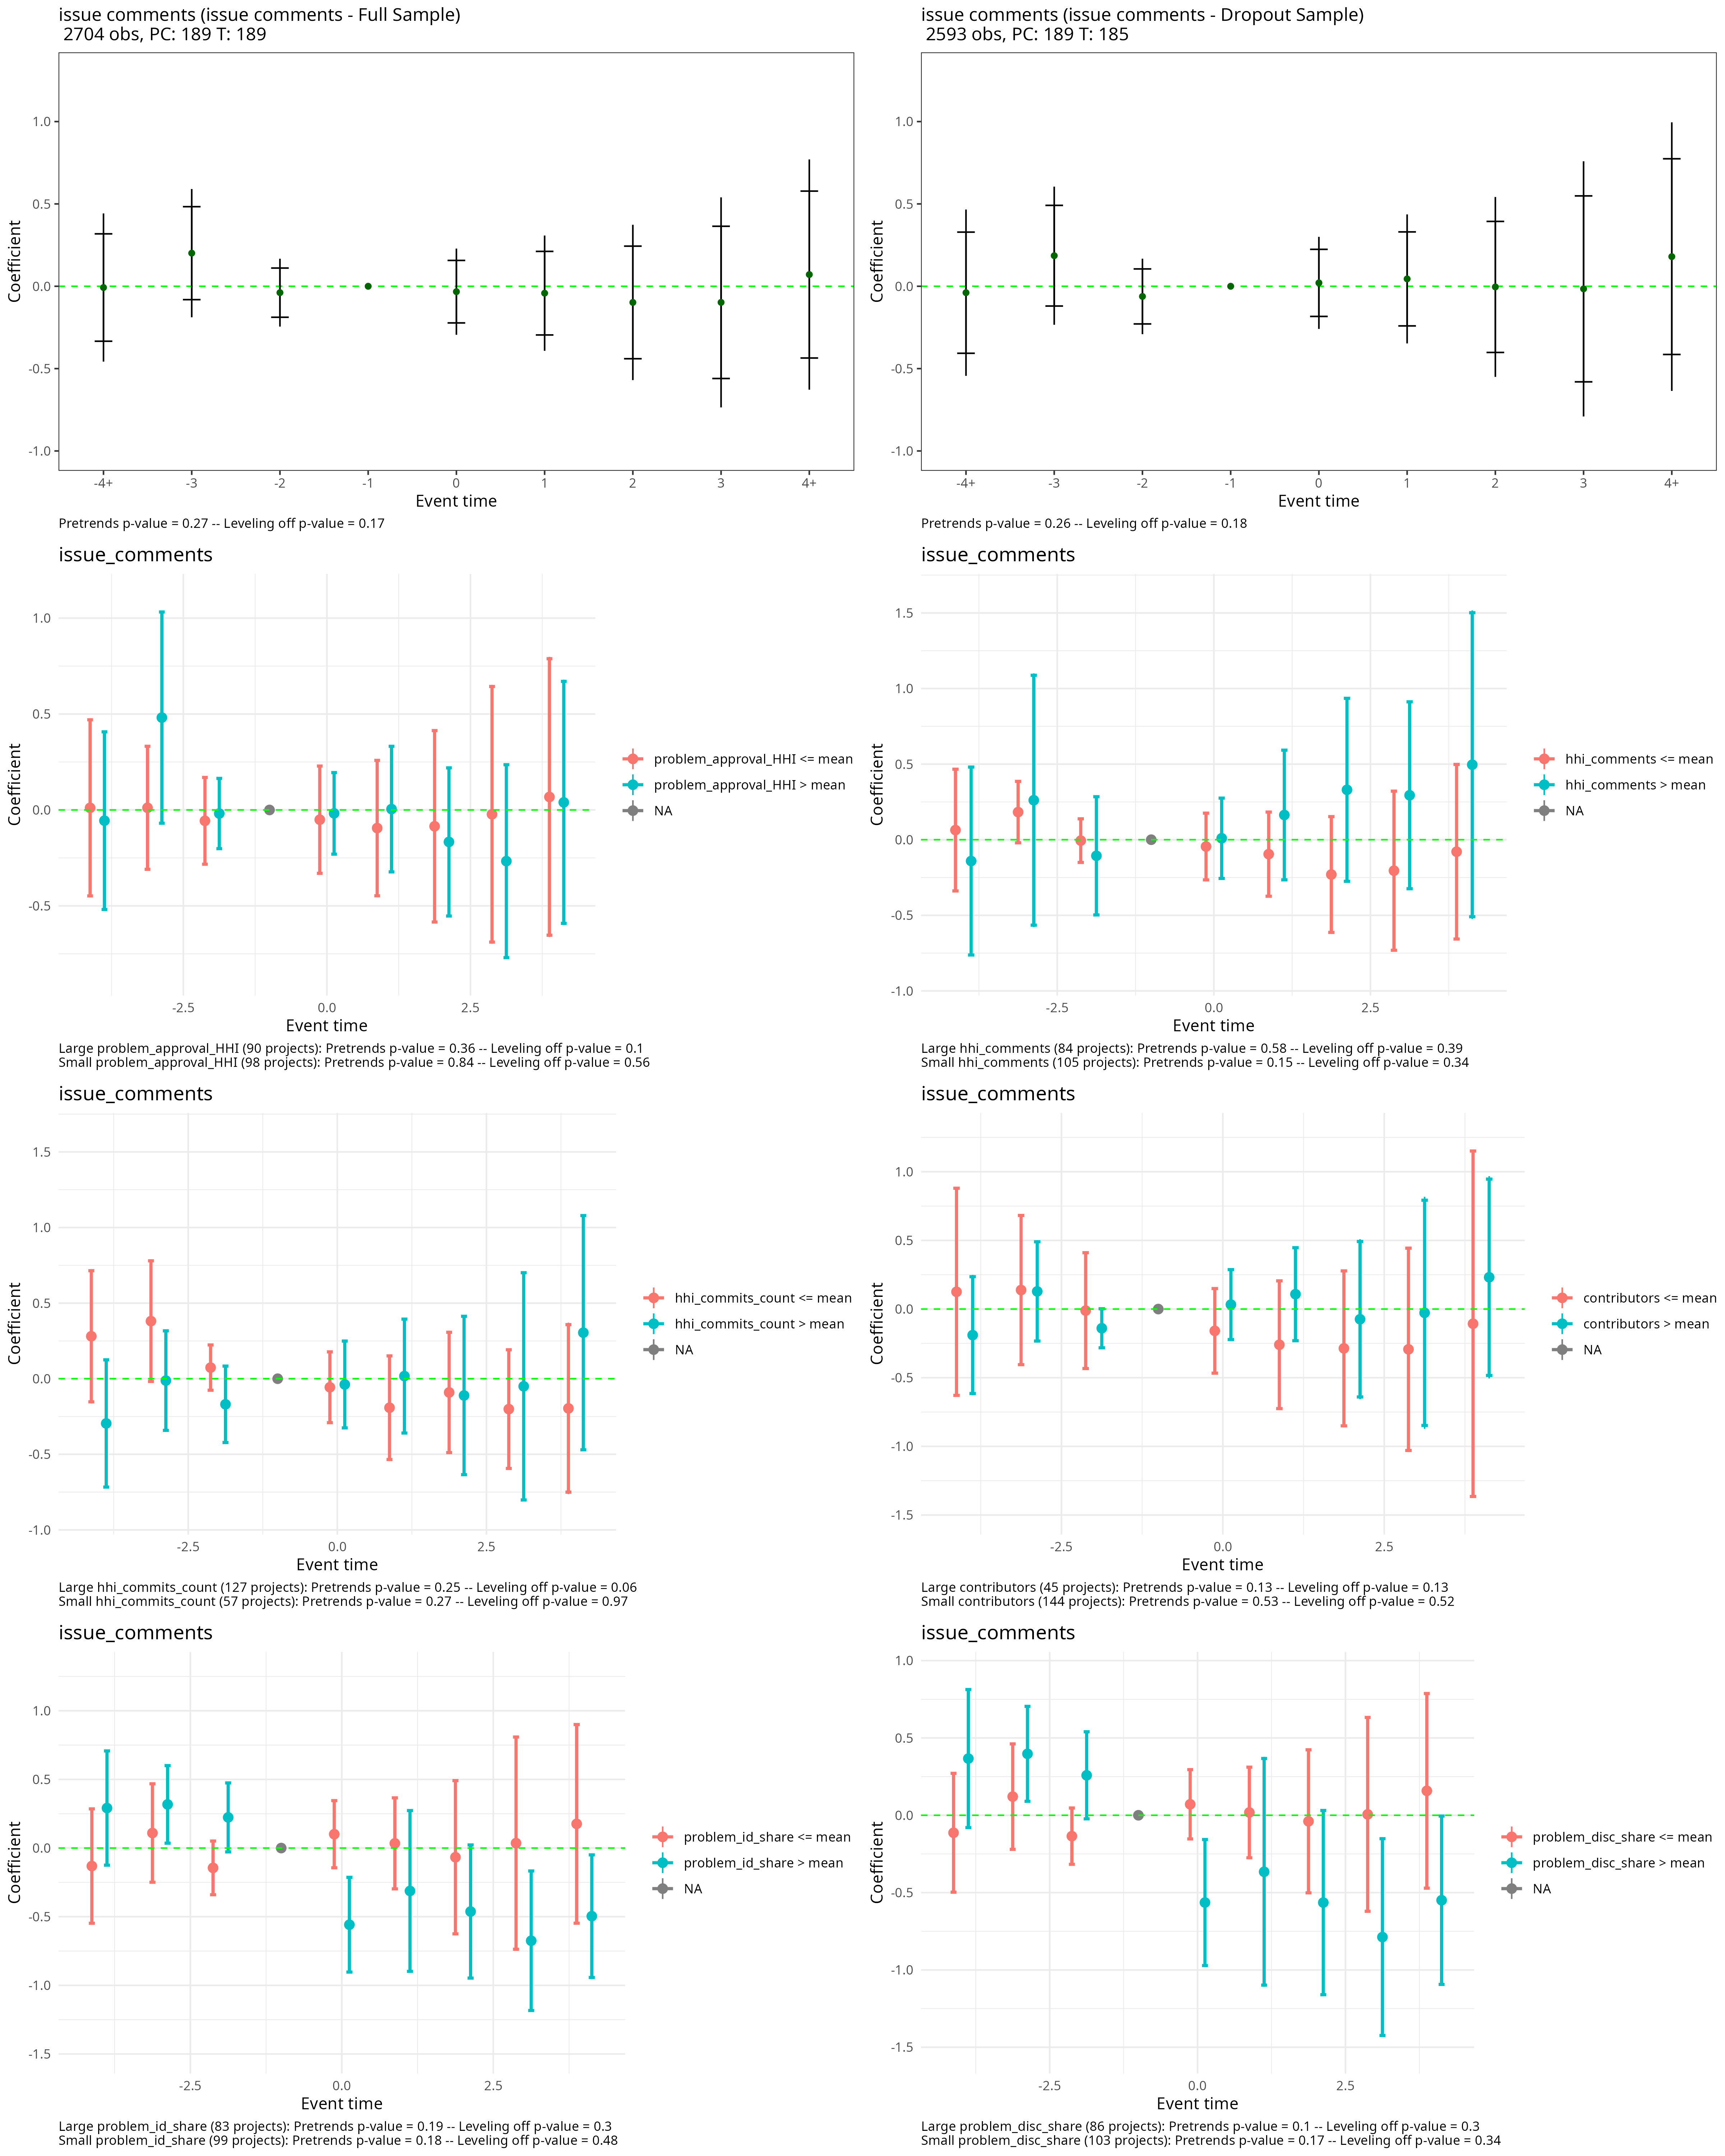 issue comments (issue comments - Full Sample)
2704 obs, PC: 189 T: 189
1.0
0.5
0.0
-0.5
-1.0
Coefficient
-4+ -3 -2 -1 0 1 2 3 4+
Event time
Pretrends p-value = 0.27 -- Leveling off p-value = 0.17
issue comments (issue comments - Dropout Sample)
2593 obs, PC: 189 T: 185
1.0
0.5
0.0
-0.5
-1.0
Coefficient
-4+ -3 -2 -1 0 1 2 3 4+
Event time
Pretrends p-value = 0.26 -- Leveling off p-value = 0.18
issue_comments
1.0
0.5
0.0
-0.5
Coefficient
-2.5 0.0 2.5
Event time
problem_approval_HHI <= mean
problem_approval_HHI > mean
NA
Large problem_approval_HHI (90 projects): Pretrends p-value = 0.36 -- Leveling off p-value = 0.1
Small problem_approval_HHI (98 projects): Pretrends p-value = 0.84 -- Leveling off p-value = 0.56
issue_comments
1.5
1.0
0.5
0.0
-0.5
-1.0
Coefficient
-2.5 0.0 2.5
Event time
hhi_comments <= mean
hhi_comments > mean
NA
Large hhi_comments (84 projects): Pretrends p-value = 0.58 -- Leveling off p-value = 0.39
Small hhi_comments (105 projects): Pretrends p-value = 0.15 -- Leveling off p-value = 0.34
issue_comments
1.5
1.0
0.5
0.0
-0.5
-1.0
Coefficient
-2.5 0.0 2.5
Event time
hhi_commits_count <= mean
hhi_commits_count > mean
NA
Large hhi_commits_count (127 projects): Pretrends p-value = 0.25 -- Leveling off p-value = 0.06
Small hhi_commits_count (57 projects): Pretrends p-value = 0.27 -- Leveling off p-value = 0.97
issue_comments
1.0
0.5
0.0
-0.5
-1.0
-1.5
Coefficient
-2.5 0.0 2.5
Event time
contributors <= mean
contributors > mean
NA
Large contributors (45 projects): Pretrends p-value = 0.13 -- Leveling off p-value = 0.13
Small contributors (144 projects): Pretrends p-value = 0.53 -- Leveling off p-value = 0.52
issue_comments
1.0
0.5
0.0
-0.5
-1.0
-1.5
Coefficient
-2.5 0.0 2.5
Event time
problem_id_share <= mean
problem_id_share > mean
NA
Large problem_id_share (83 projects): Pretrends p-value = 0.19 -- Leveling off p-value = 0.3
Small problem_id_share (99 projects): Pretrends p-value = 0.18 -- Leveling off p-value = 0.48
issue_comments
1.0
0.5
0.0
-0.5
-1.0
-1.5
Coefficient
-2.5 0.0 2.5
Event time
problem_disc_share <= mean
problem_disc_share > mean
NA
Large problem_disc_share (86 projects): Pretrends p-value = 0.1 -- Leveling off p-value = 0.3
Small problem_disc_share (103 projects): Pretrends p-value = 0.17 -- Leveling off p-value = 0.34